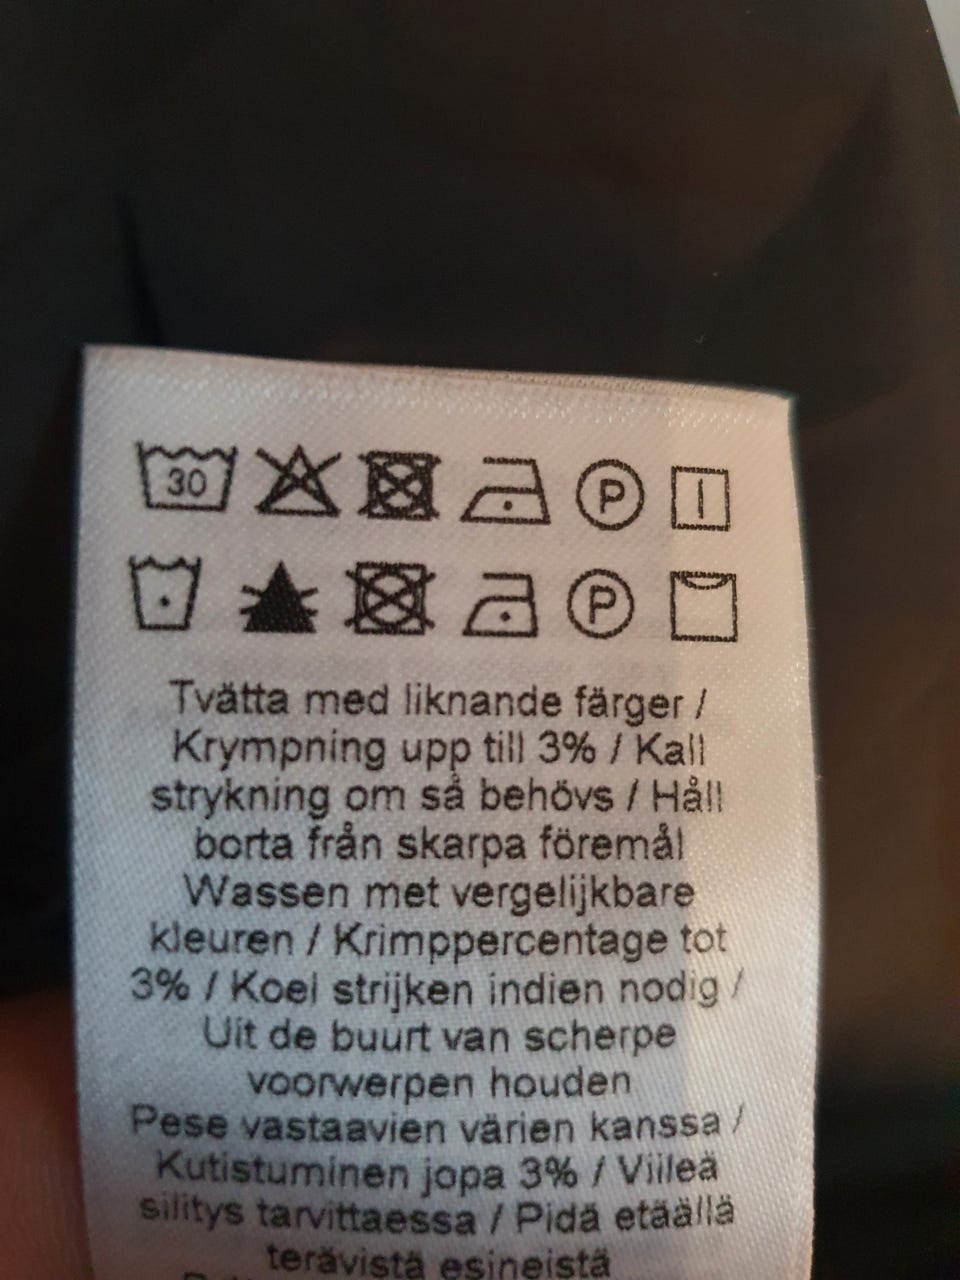 30 P
P
Tvätta med liknande färger /
Krympning upp till 3% / Kall
strykning om så behövs / Håll
borta från skarpa föremål
Wassen met vergelijkbare
kleuren / Krimppercentage tot
3% / Koel strijken indien nodig /
Uit de buurt van scherpe
voorwerpen houden
Pese vastaavien värien kanssa /
Kutistuminen jopa 3% / Viileä
silitys tarvittaessa / Pidä etäällä
terävistä esineistä